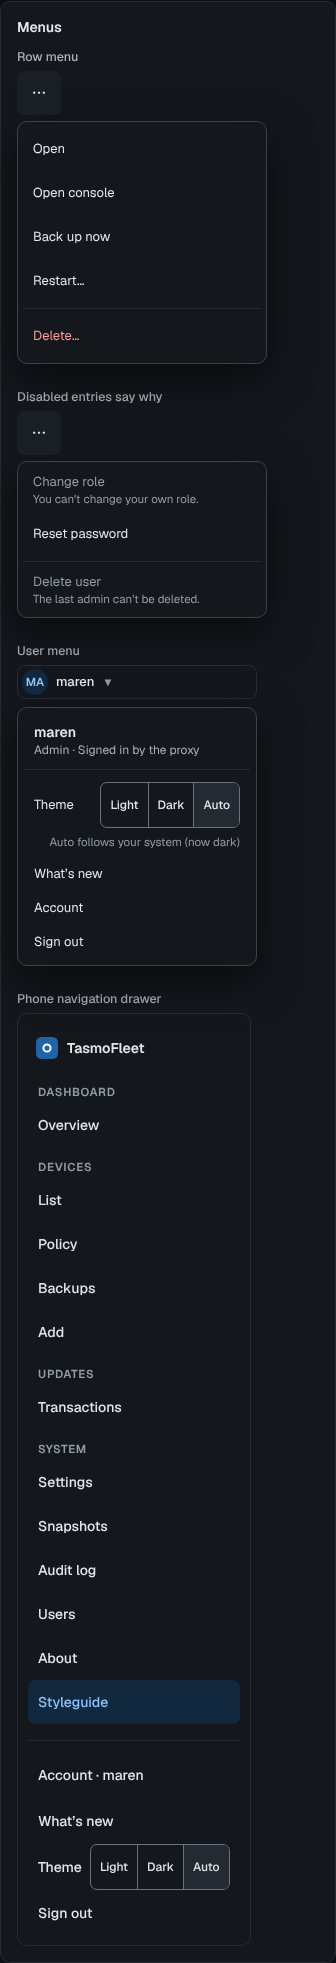 Menus
Row menu
...
Open
Open console
Back up now
Restart...
Delete...
Disabled entries say why
...
Change role
You can't change your own role.
Reset password
Delete user
The last admin can't be deleted.
User menu
MA maren ▾
maren
Admin · Signed in by the proxy
Theme Light Dark Auto
Auto follows your system (now dark)
What's new
Account
Sign out
Phone navigation drawer
TasmoFleet
DASHBOARD
Overview
DEVICES
List
Policy
Backups
Add
UPDATES
Transactions
SYSTEM
Settings
Snapshots
Audit log
Users
About
Styleguide
Account · maren
What's new
Theme Light Dark Auto
Sign out